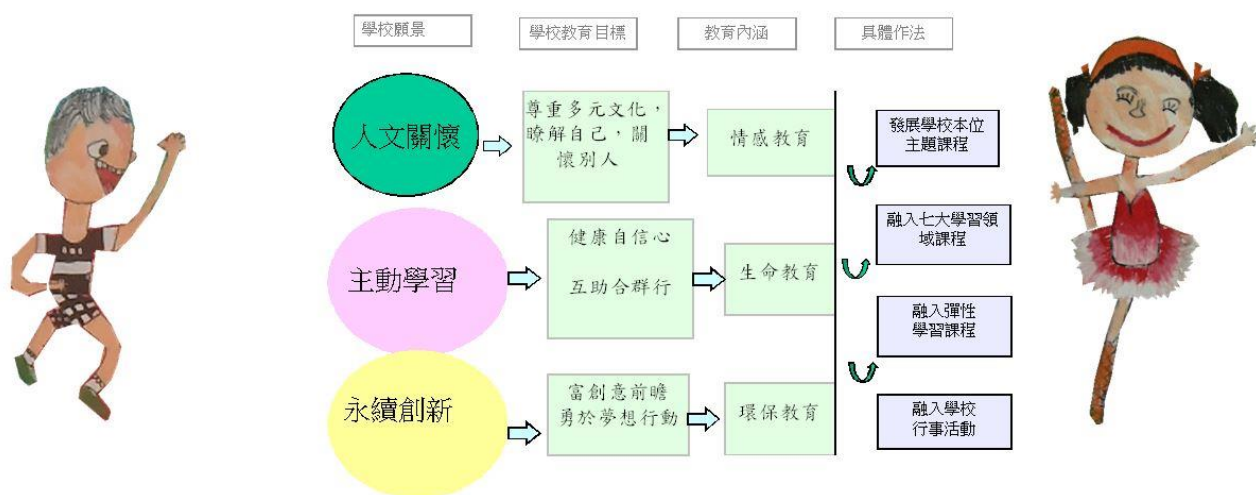 學校願景
學校教育目標
教育內涵
具體作法
人文關懷
尊重多元文化，
瞭解自己，關
懷別人
情感教育
發展學校本位
主題課程
主動學習
健康自信心
互助合群行
生命教育
融入七大學習領
域課程
融入彈性
學習課程
永續創新
富創意前瞻
勇於夢想行動
環保教育
融入學校
行事活動